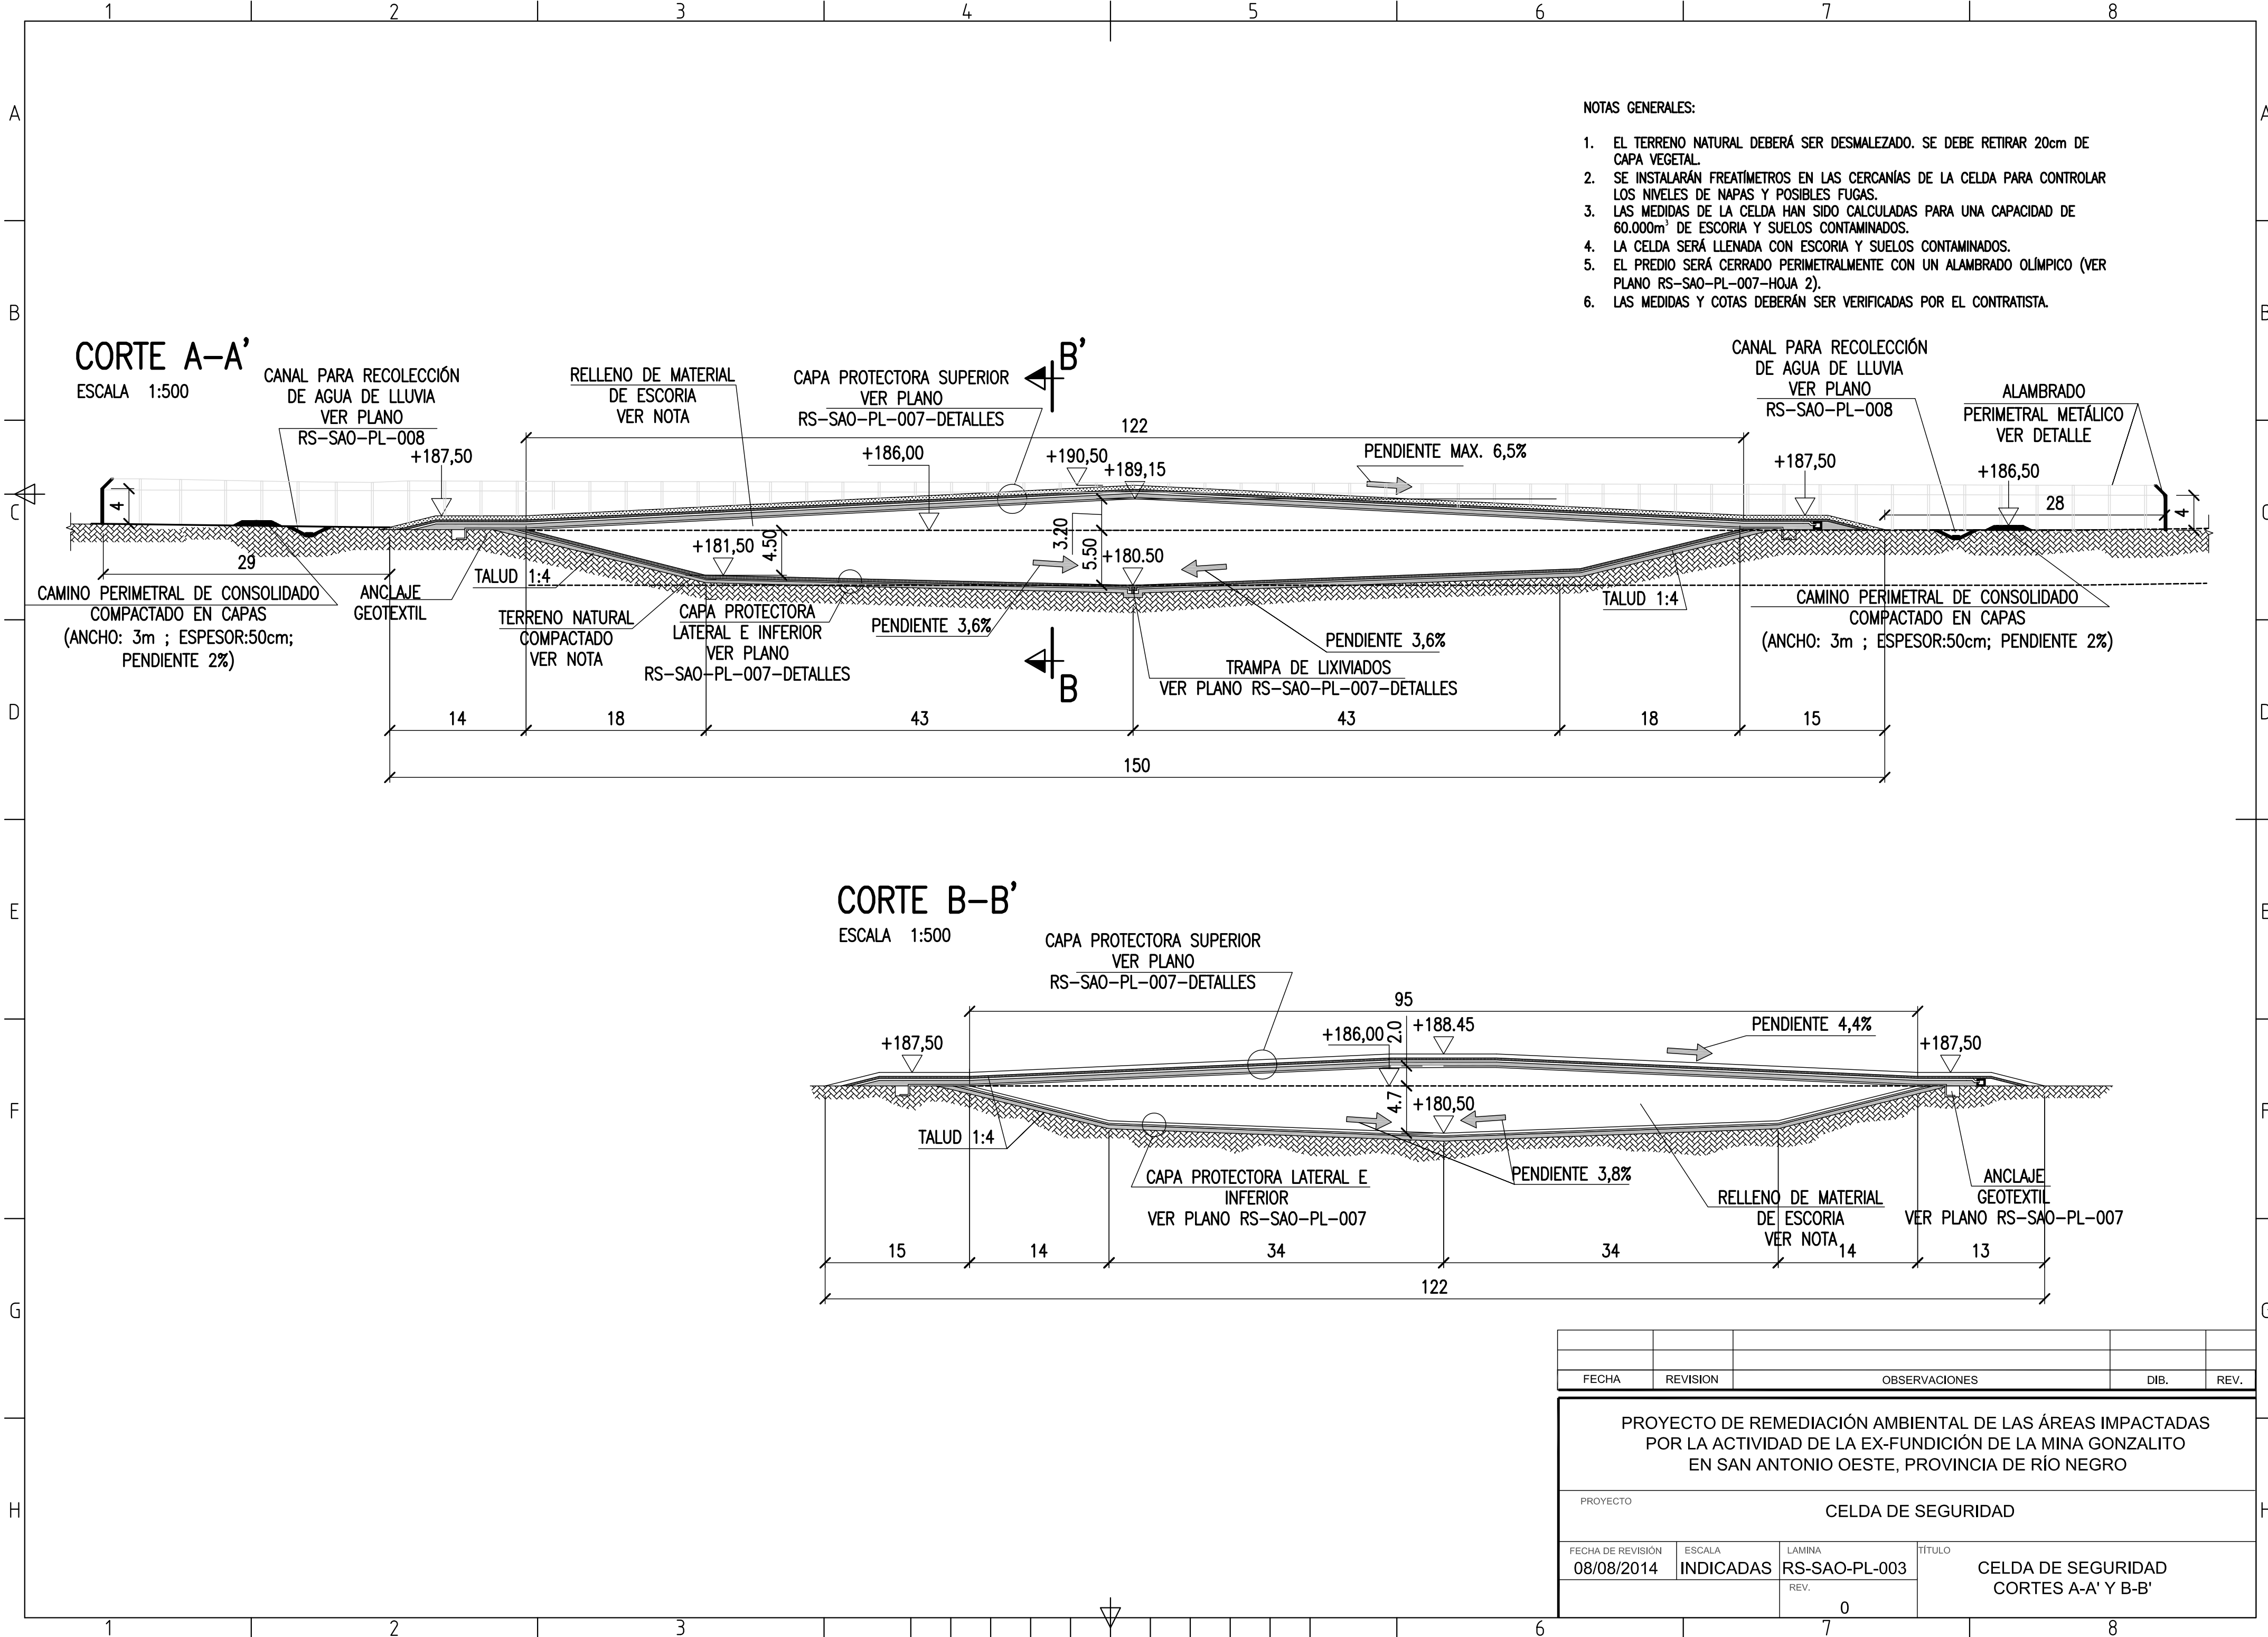 1 2 3 4 5 6 7 8
A
B
C
D
E
F
G
H
NOTAS GENERALES:
1. EL TERRENO NATURAL DEBERÁ SER DESMALEZADO. SE DEBE RETIRAR 20cm DE
CAPA VEGETAL.
2. SE INSTALARÁN FREATÍMETROS EN LAS CERCANÍAS DE LA CELDA PARA CONTROLAR
LOS NIVELES DE NAPAS Y POSIBLES FUGAS.
3. LAS MEDIDAS DE LA CELDA HAN SIDO CALCULADAS PARA UNA CAPACIDAD DE
60.000m³ DE ESCORIA Y SUELOS CONTAMINADOS.
4. LA CELDA SERÁ LLENADA CON ESCORIA Y SUELOS CONTAMINADOS.
5. EL PREDIO SERÁ CERRADO PERIMETRALMENTE CON UN ALAMBRADO OLÍMPICO (VER
PLANO RS-SAO-PL-007-HOJA 2).
6. LAS MEDIDAS Y COTAS DEBERÁN SER VERIFICADAS POR EL CONTRATISTA.
CORTE A-A'
ESCALA 1:500
CANAL PARA RECOLECCIÓN
DE AGUA DE LLUVIA
VER PLANO
RS-SAO-PL-008
+187,50
RELLENO DE MATERIAL
DE ESCORIA
VER NOTA
CAPA PROTECTORA SUPERIOR
VER PLANO
RS-SAO-PL-007-DETALLES
B'
122
+186,00
+190,50
+189,15
PENDIENTE MAX. 6,5%
CANAL PARA RECOLECCIÓN
DE AGUA DE LLUVIA
VER PLANO
RS-SAO-PL-008
+187,50
ALAMBRADO
PERIMETRAL METÁLICO
VER DETALLE
+186,50
28
4
4
29
+181,50
4.50
3.20
5.50
+180.50
CAMINO PERIMETRAL DE CONSOLIDADO
COMPACTADO EN CAPAS
(ANCHO: 3m ; ESPESOR:50cm;
PENDIENTE 2%)
ANCLAJE
GEOTEXTIL
TALUD 1:4
TERRENO NATURAL
COMPACTADO
VER NOTA
CAPA PROTECTORA
LATERAL E INFERIOR
VER PLANO
RS-SAO-PL-007-DETALLES
PENDIENTE 3,6%
B
PENDIENTE 3,6%
TRAMPA DE LIXIVIADOS
VER PLANO RS-SAO-PL-007-DETALLES
TALUD 1:4
CAMINO PERIMETRAL DE CONSOLIDADO
COMPACTADO EN CAPAS
(ANCHO: 3m ; ESPESOR:50cm; PENDIENTE 2%)
14 18 43 43 18 15
150
CORTE B-B'
ESCALA 1:500
CAPA PROTECTORA SUPERIOR
VER PLANO
RS-SAO-PL-007-DETALLES
95
+187,50
+186,00
2.0
+188.45
PENDIENTE 4,4%
+187,50
4.7
+180,50
TALUD 1:4
CAPA PROTECTORA LATERAL E
INFERIOR
VER PLANO RS-SAO-PL-007
PENDIENTE 3,8%
RELLENO DE MATERIAL
DE ESCORIA
VER NOTA
ANCLAJE
GEOTEXTIL
VER PLANO RS-SAO-PL-007
15 14 34 34 14 13
122
FECHA REVISION OBSERVACIONES DIB. REV.
PROYECTO DE REMEDIACIÓN AMBIENTAL DE LAS ÁREAS IMPACTADAS
POR LA ACTIVIDAD DE LA EX-FUNDICIÓN DE LA MINA GONZALITO
EN SAN ANTONIO OESTE, PROVINCIA DE RÍO NEGRO
PROYECTO
CELDA DE SEGURIDAD
FECHA DE REVISIÓN
08/08/2014
ESCALA
INDICADAS
LAMINA
RS-SAO-PL-003
REV.
0
TÍTULO
CELDA DE SEGURIDAD
CORTES A-A' Y B-B'
A
B
C
D
E
F
G
H
1 2 3 6 7 8